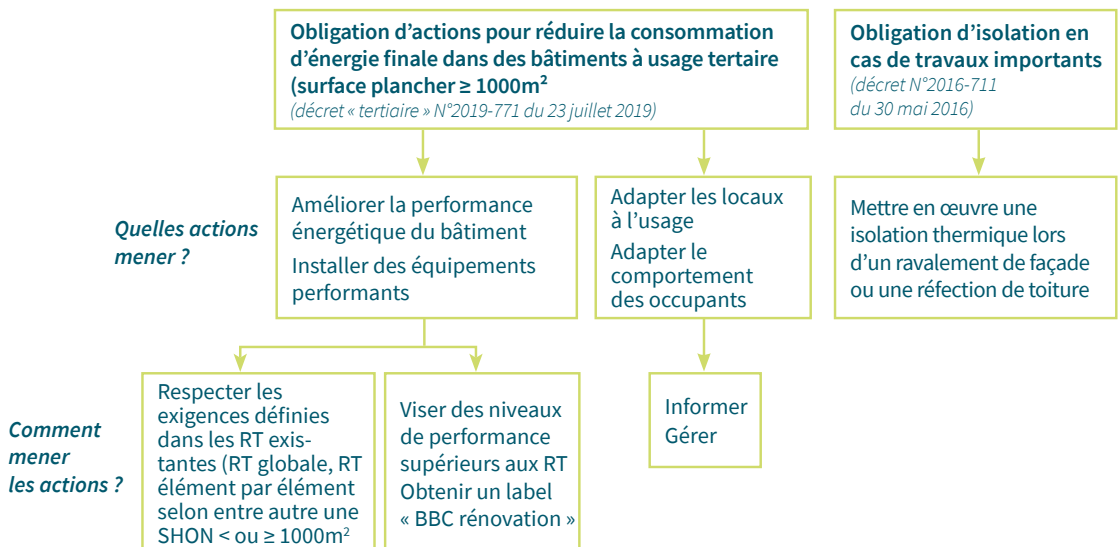 Obligation d’actions pour réduire la consommation
d’énergie finale dans des bâtiments à usage tertaire
(surface plancher ≥ 1000m²
(décret « tertiaire » N°2019-771 du 23 juillet 2019)
Obligation d’isolation en
cas de travaux importants
(décret N°2016-711
du 30 mai 2016)
Quelles actions
mener ?
Améliorer la performance
énergétique du bâtiment
Installer des équipements
performants
Adapter les locaux
à l’usage
Adapter le
comportement
des occupants
Mettre en œuvre une
isolation thermique lors
d’un ravalement de façade
ou une réfection de toiture
Comment
mener
les actions ?
Respecter les
exigences définies
dans les RT exis-
tantes (RT globale, RT
élément par élément
selon entre autre une
SHON < ou ≥ 1000m²
Viser des niveaux
de performance
supérieurs aux RT
Obtenir un label
« BBC rénovation »
Informer
Gérer